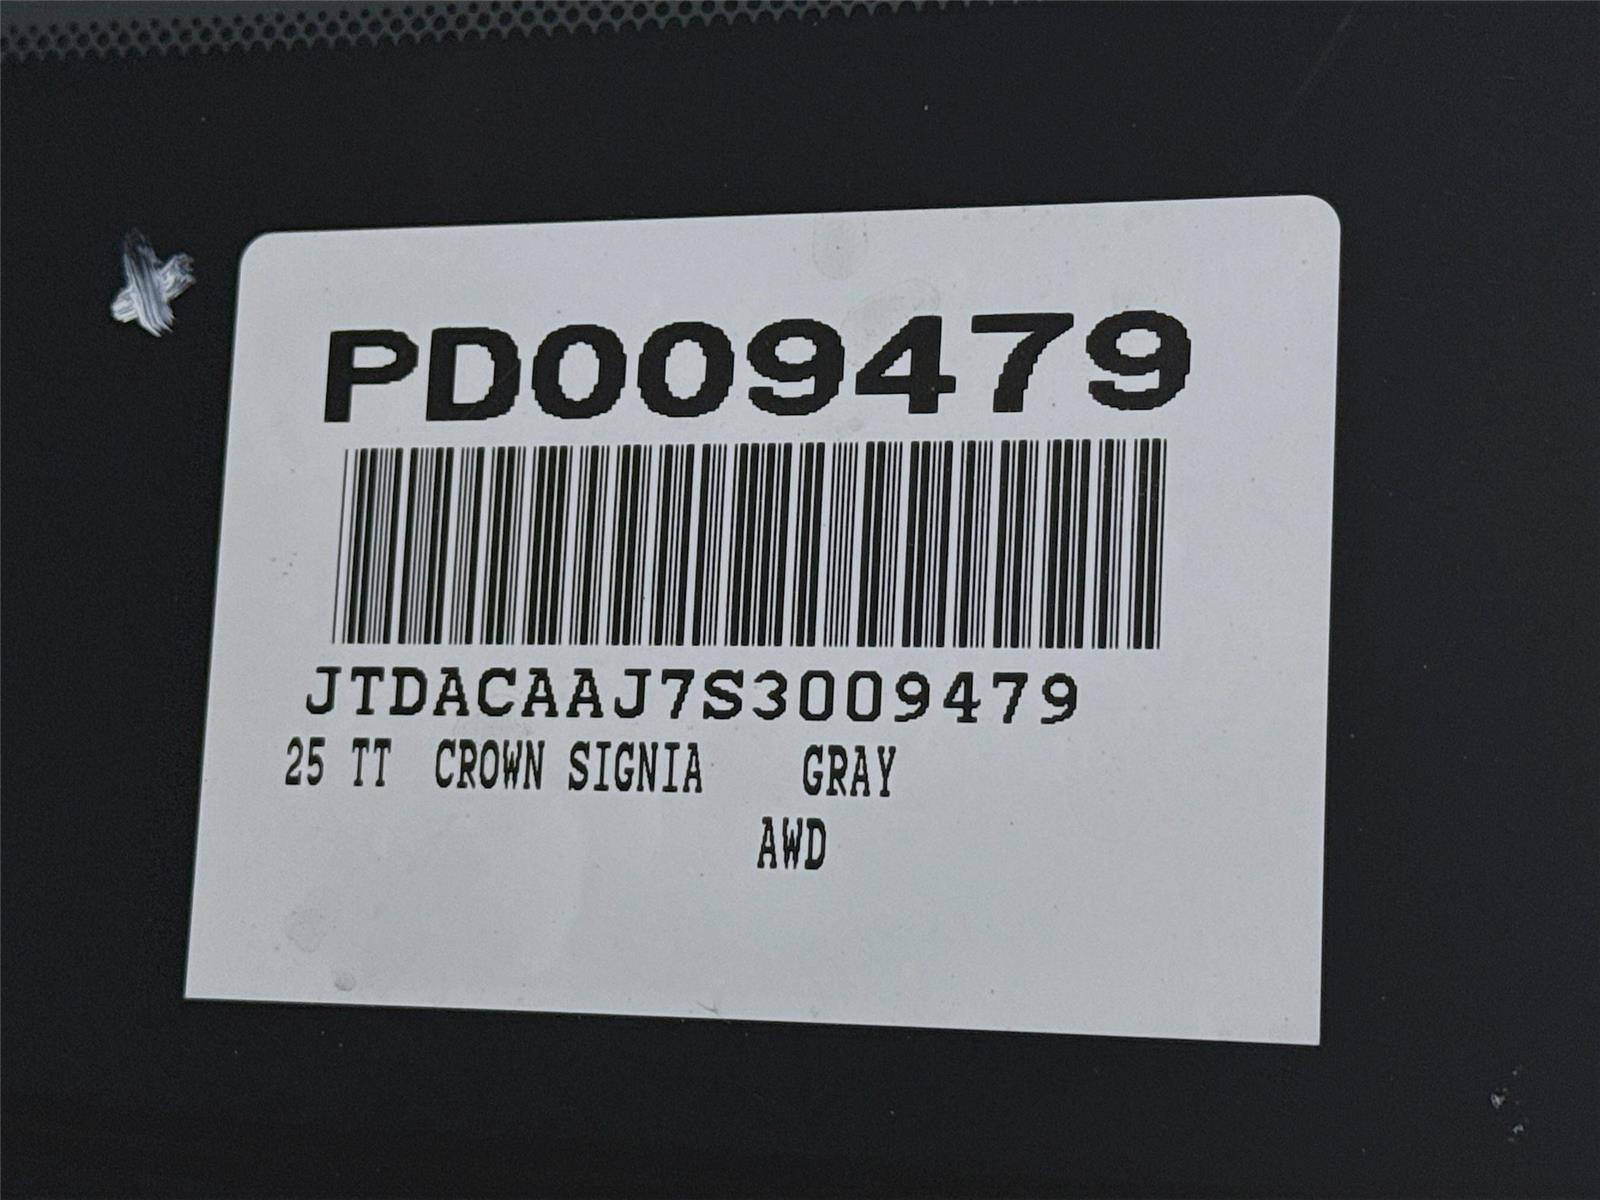 PD009479
JTDACAAJ7S3009479
25 TT CROWN SIGNIA GRAY
AWD